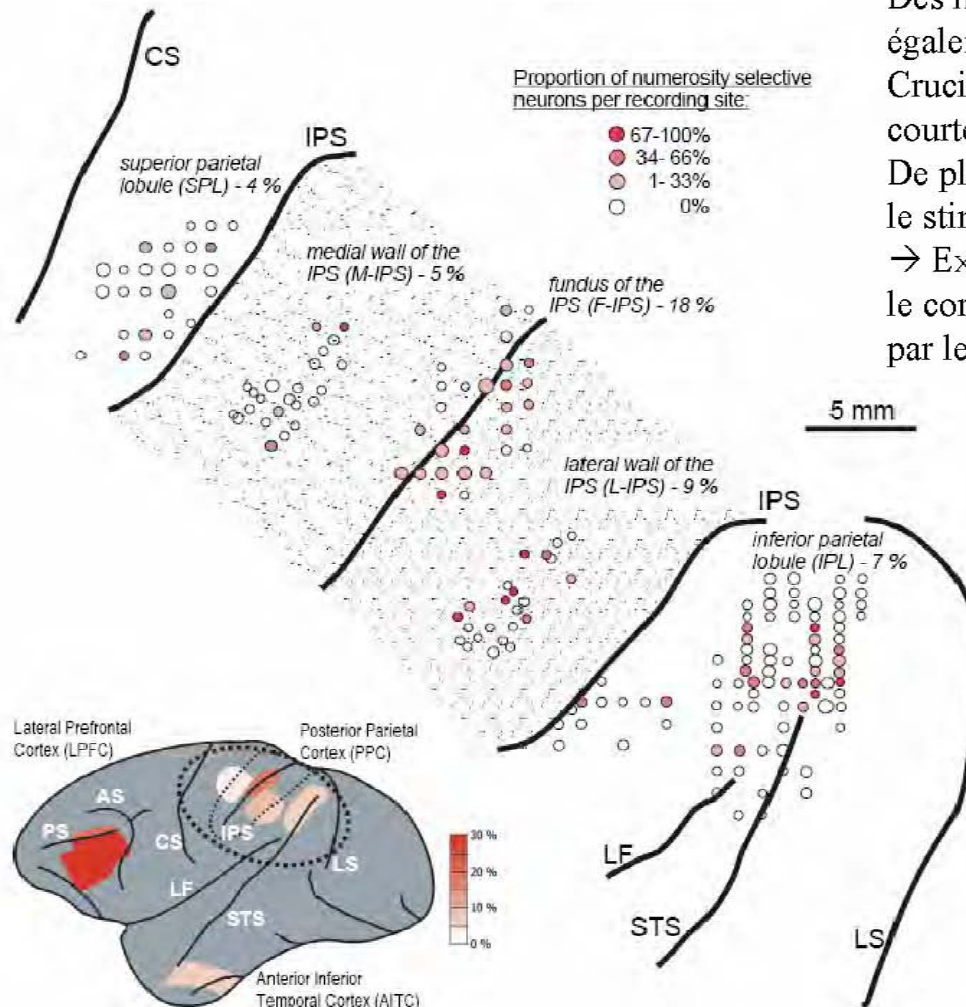 CS
IPS
superior parietal
lobule (SPL) - 4 %
medial wall of the
IPS (M-IPS) - 5 %
fundus of the
IPS (F-IPS) - 18 %
lateral wall of the
IPS (L-IPS) - 9 %
IPS
inferior parietal
lobule (IPL) - 7 %
Proportion of numerosity selective
neurons per recording site:
67-100%
34- 66%
1- 33%
0%
5 mm
LF
STS
LS
Lateral Prefrontal
Cortex (LPFC)
Posterior Parietal
Cortex (PPC)
AS
PS
CS
IPS
LS
LF
STS
Anterior Inferior
Temporal Cortex (AITC)
30 %
20 %
10 %
0 %
Des
égaler
Cruci
courte
De pl
le stir
→ Ex
le cor
par le